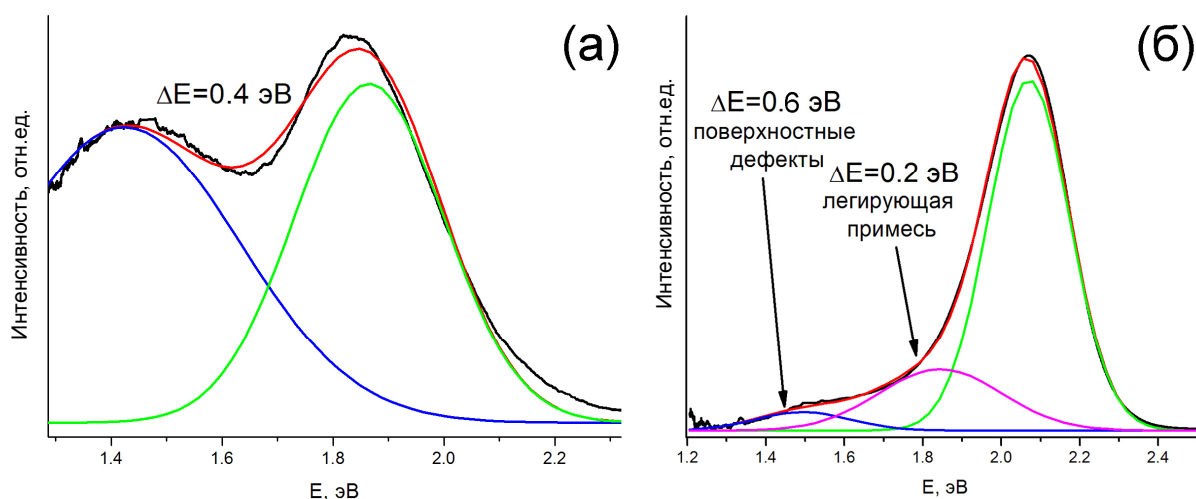 (а)
ΔE=0.4 эВ
Интенсивность, отн.ед.
1.4 1.6 1.8 2.0 2.2
E, эВ
(б)
ΔE=0.6 эВ
поверхностные
дефекты
ΔE=0.2 эВ
легирующая
примесь
Интенсивность, отн.ед.
1.2 1.4 1.6 1.8 2.0 2.2 2.4
E, эВ